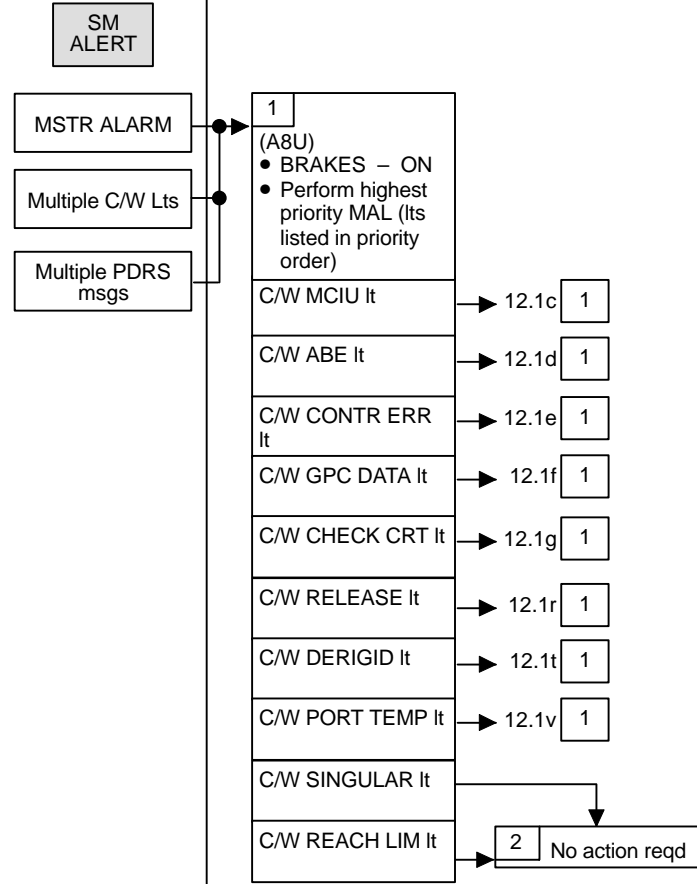 SM
ALERT
MSTR ALARM
Multiple C/W Lts
Multiple PDRS
msgs
1
(A8U)
● BRAKES – ON
● Perform highest
priority MAL (lts
listed in priority
order)
C/W MCIU lt
12.1c 1
C/W ABE lt
12.1d 1
C/W CONTR ERR
lt
12.1e 1
C/W GPC DATA lt
12.1f 1
C/W CHECK CRT lt
12.1g 1
C/W RELEASE lt
12.1r 1
C/W DERIGID lt
12.1t 1
C/W PORT TEMP lt
12.1v 1
C/W SINGULAR lt
C/W REACH LIM lt
2 No action reqd